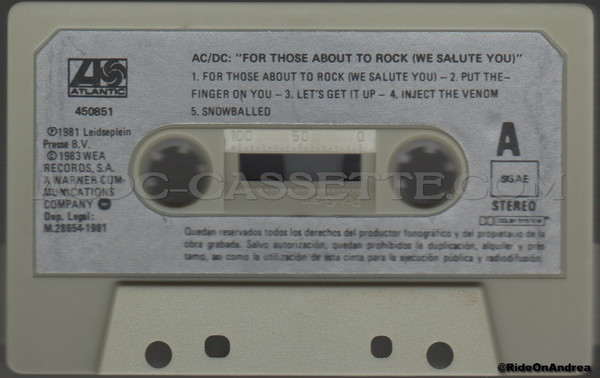 AC/DC: "FOR THOSE ABOUT TO ROCK (WE SALUTE YOU)"
1. FOR THOSE ABOUT TO ROCK (WE SALUTE YOU) – 2. PUT THE–
FINGER ON YOU – 3. LET'S GET IT UP – 4. INJECT THE VENOM
5. SNOWBALLED
ATLANTIC
450851
Ⓟ1981 Leidseplein
Presse B.V.
©1983 WEA
RECORDS, S.A.
A WARNER COM-
MUNICATIONS
COMPANY
Dep. Legal:
M.28654-1981
100 50 0
A
SGAE
STEREO
DOLBY SYSTEM
Quedan reservados todos los derechos del productor fonográfico y del propietario de la
obra grabada. Salvo autorización, quedan prohibidos la duplicación, alquiler y prés
tamo, así como la utilización de esta cinta para la ejecución pública y radiodifusión.
-CASSETTE.COM
@RideOnAndrea